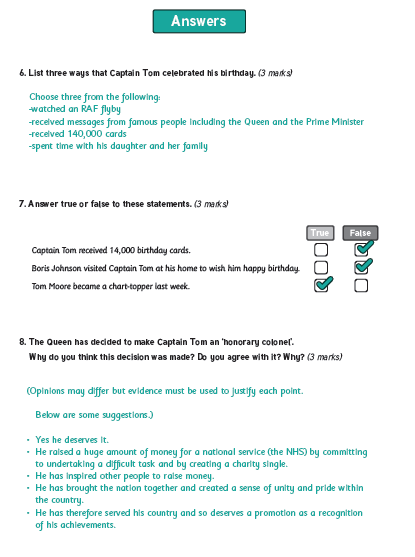 Answers
6. List three ways that Captain Tom celebrated his birthday. (3 marks)
Choose three from the following:
-watched an RAF flyby
-received messages from famous people including the Queen and the Prime Minister
-received 140,000 cards
-spent time with his daughter and her family
7. Answer true or false to these statements. (3 marks)
True False
Captain Tom received 14,000 birthday cards.
Boris Johnson visited Captain Tom at his home to wish him happy birthday.
Tom Moore became a chart-topper last week.
8. The Queen has decided to make Captain Tom an 'honorary colonel'.
Why do you think this decision was made? Do you agree with it? Why? (3 marks)
(Opinions may differ but evidence must be used to justify each point.
Below are some suggestions.)
• Yes he deserves it.
• He raised a huge amount of money for a national service (the NHS) by committing
to undertaking a difficult task and by creating a charity single.
• He has inspired other people to raise money.
• He has brought the nation together and created a sense of unity and pride within
the country.
• He has therefore served his country and so deserves a promotion as a recognition
of his achievements.